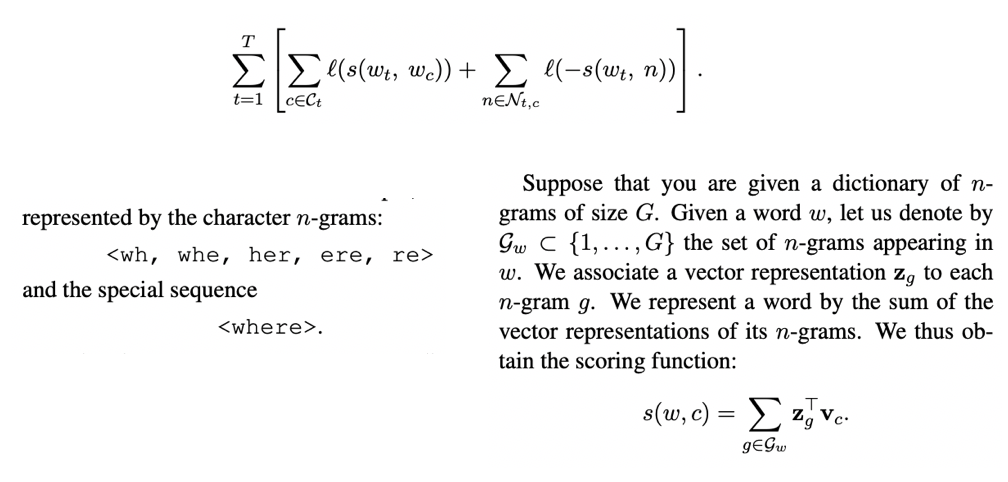 \sum_{t=1}^{T} \left[ \sum_{c \in \mathcal{C}_t} \ell(s(w_t, w_c)) + \sum_{n \in \mathcal{N}_{t,c}} \ell(-s(w_t, n)) \right].
represented by the character n-grams:
<wh, whe, her, ere, re>
and the special sequence
<where>.
Suppose that you are given a dictionary of n-
grams of size G. Given a word w, let us denote by
\mathcal{G}_w ⊂ {1, . . . , G} the set of n-grams appearing in
w. We associate a vector representation \mathbf{z}_g to each
n-gram g. We represent a word by the sum of the
vector representations of its n-grams. We thus ob-
tain the scoring function:
s(w, c) = \sum_{g \in \mathcal{G}_w} \mathbf{z}_g^\top \mathbf{v}_c.